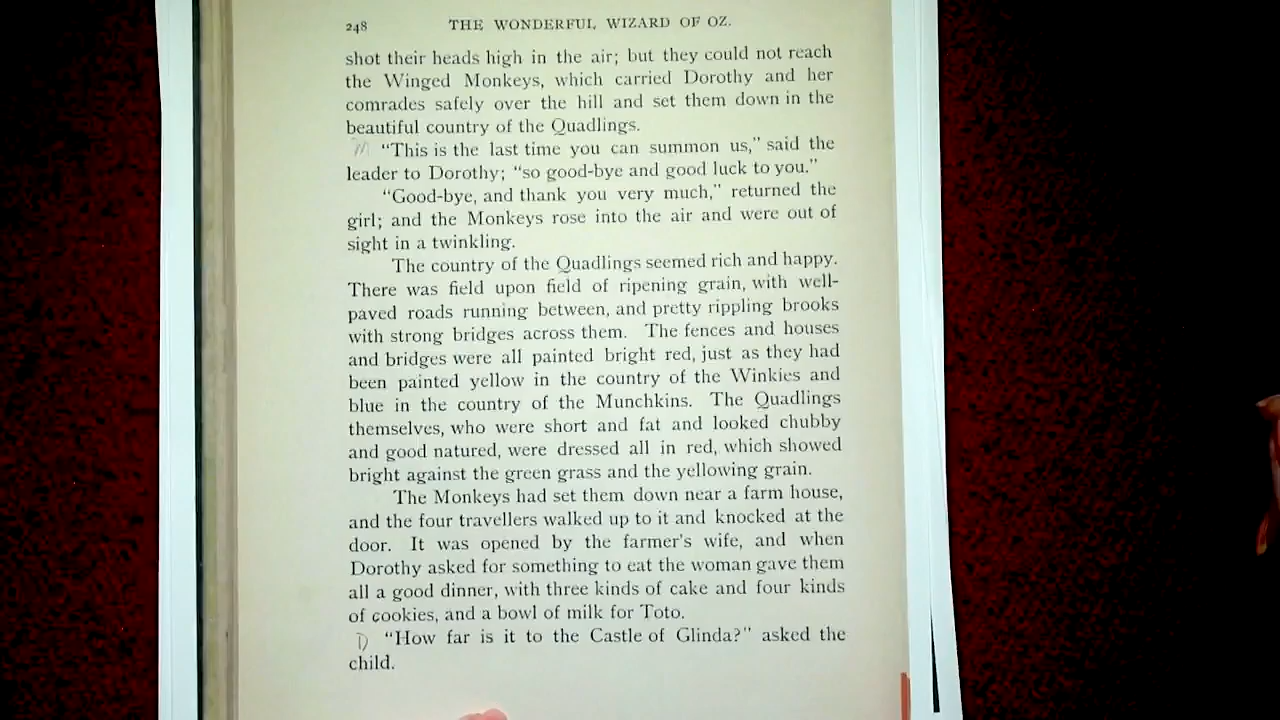 248 THE WONDERFUL WIZARD OF OZ.
shot their heads high in the air; but they could not reach
the Winged Monkeys, which carried Dorothy and her
comrades safely over the hill and set them down in the
beautiful country of the Quadlings.
M “This is the last time you can summon us,” said the
leader to Dorothy; “so good-bye and good luck to you.”
“Good-bye, and thank you very much,” returned the
girl; and the Monkeys rose into the air and were out of
sight in a twinkling.
The country of the Quadlings seemed rich and happy.
There was field upon field of ripening grain, with well-
paved roads running between, and pretty rippling brooks
with strong bridges across them. The fences and houses
and bridges were all painted bright red, just as they had
been painted yellow in the country of the Winkies and
blue in the country of the Munchkins. The Quadlings
themselves, who were short and fat and looked chubby
and good natured, were dressed all in red, which showed
bright against the green grass and the yellowing grain.
The Monkeys had set them down near a farm house,
and the four travellers walked up to it and knocked at the
door. It was opened by the farmer’s wife, and when
Dorothy asked for something to eat the woman gave them
all a good dinner, with three kinds of cake and four kinds
of cookies, and a bowl of milk for Toto.
D “How far is it to the Castle of Glinda?” asked the
child.